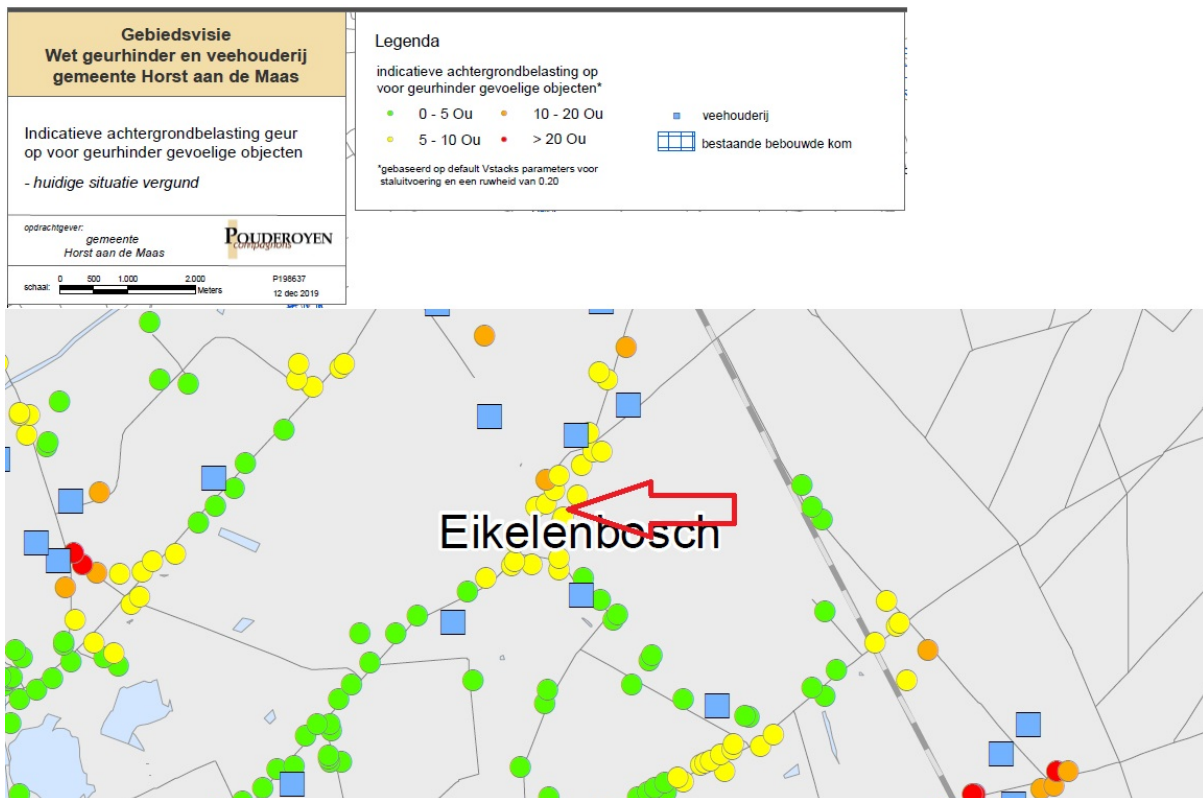 Gebiedsvisie
Wet geurhinder en veehouderij
gemeente Horst aan de Maas
Indicatieve achtergrondbelasting geur
op voor geurhinder gevoelige objecten
- huidige situatie vergund
opdrachtgever:
gemeente
Horst aan de Maas
POUDEROYEN
compagnons
schaal:
0 500 1.000 2.000
Meters
P198637
12 dec 2019
Legenda
indicatieve achtergrondbelasting op
voor geurhinder gevoelige objecten*
0 - 5 Ou
10 - 20 Ou
5 - 10 Ou
> 20 Ou
*gebaseerd op default Vstacks parameters voor
staluitvoering en een ruwheid van 0.20
veehouderij
bestaande bebouwde kom
Eikelenbosch